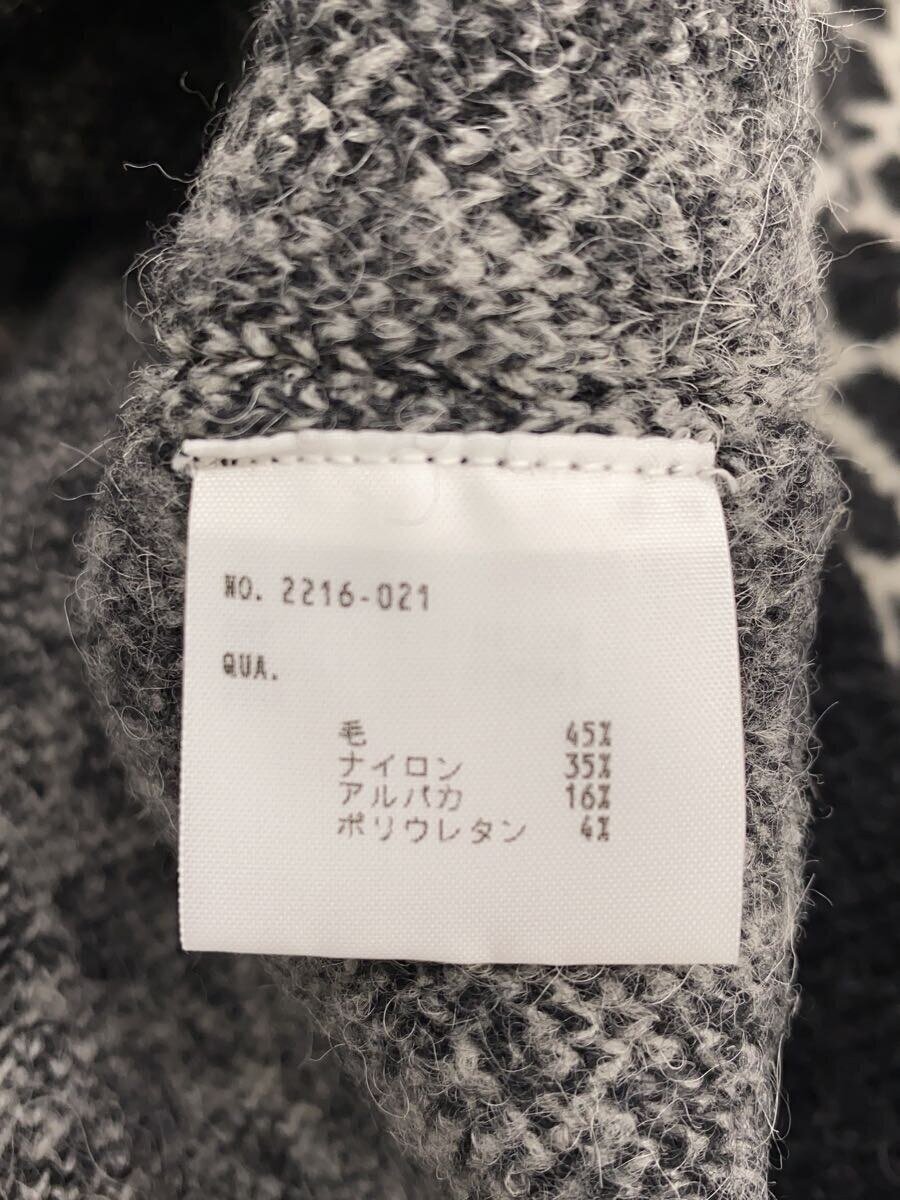 NO. 2216-021
QUA.
毛 45%
ナイロン 35%
アルパカ 16%
ポリウレタン 4%